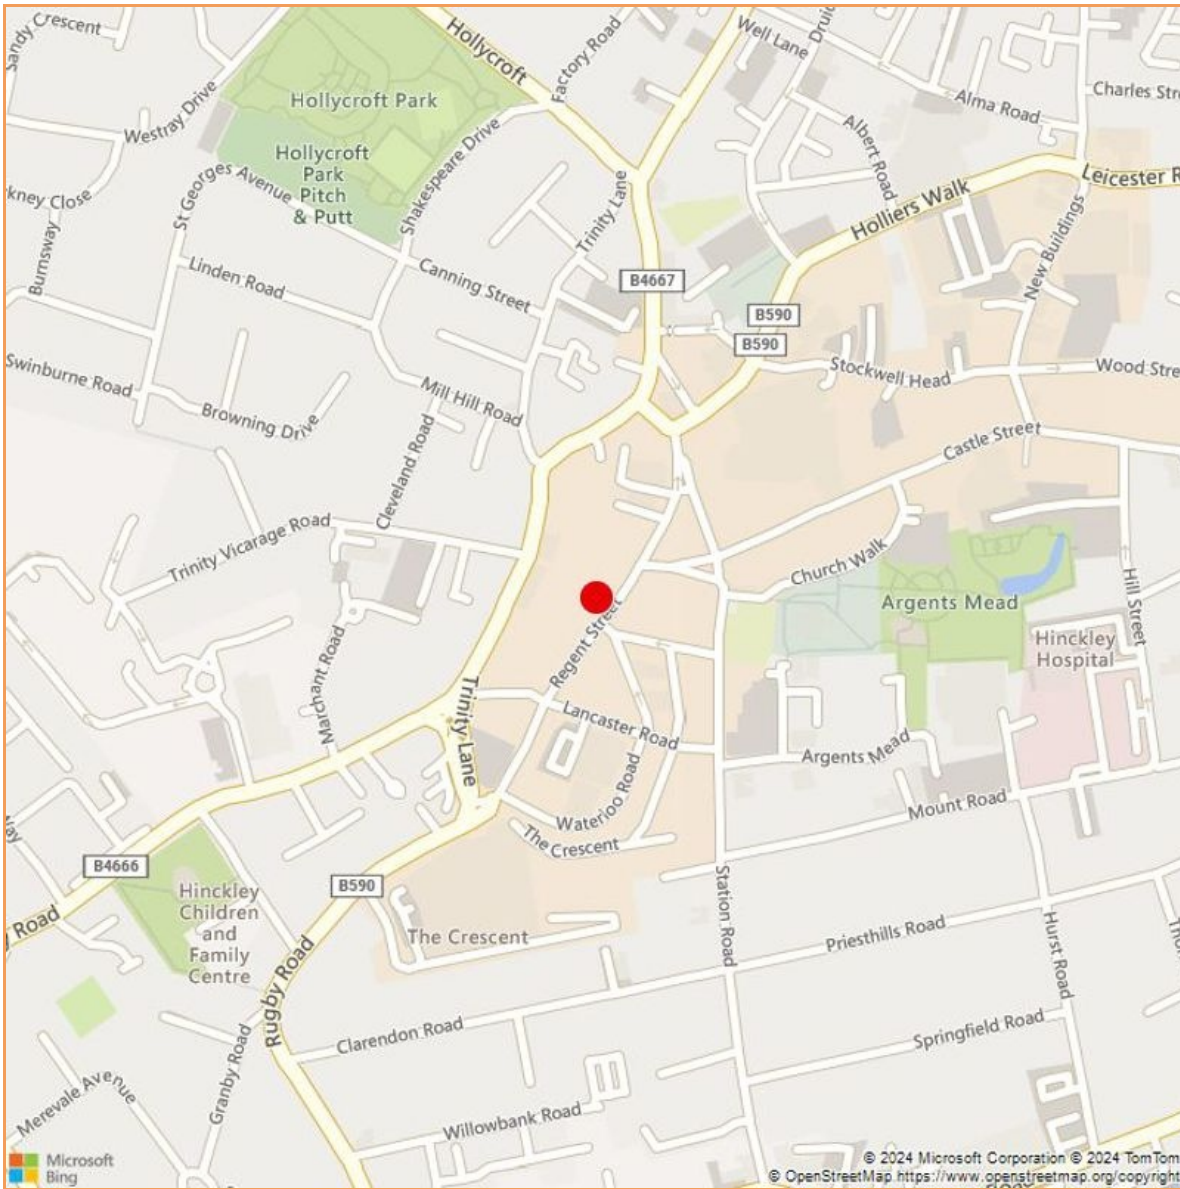 Sandy Crescent
Hollycroft
Factory Road
Well Lane
Druid
Charles Stre
Alma Road
Hollycroft Park
Westray Drive
Albert Road
Shakespeare Drive
Hollycroft
Park
Pitch
& Putt
St Georges Avenue
rkney Close
Leicester R
Holliers Walk
Trinity Lane
Burnsway
Linden Road
Canning Street
New Buildings
B4667
B590
B590
Swinburne Road
Stockwell Head
Wood Stre
Browning Drive
Mill Hill Road
Cleveland Road
Castle Street
Trinity Vicarage Road
Church Walk
Hill Street
Argents Mead
Regent Street
Hinckley
Hospital
Marchant Road
Trinity Lane
Lancaster Road
Argents Mead
Waterloo Road
Mount Road
The Crescent
Way
B4666
B590
Station Road
Hinckley
Children
and
Family
Centre
y Road
The Crescent
Priesthills Road
Hurst Road
Rugby Road
Clarendon Road
Springfield Road
Granby Road
Merevale Avenue
Willowbank Road
Microsoft
Bing
© 2024 Microsoft Corporation © 2024 TomTom
© OpenStreetMap https://www.openstreetmap.org/copyright